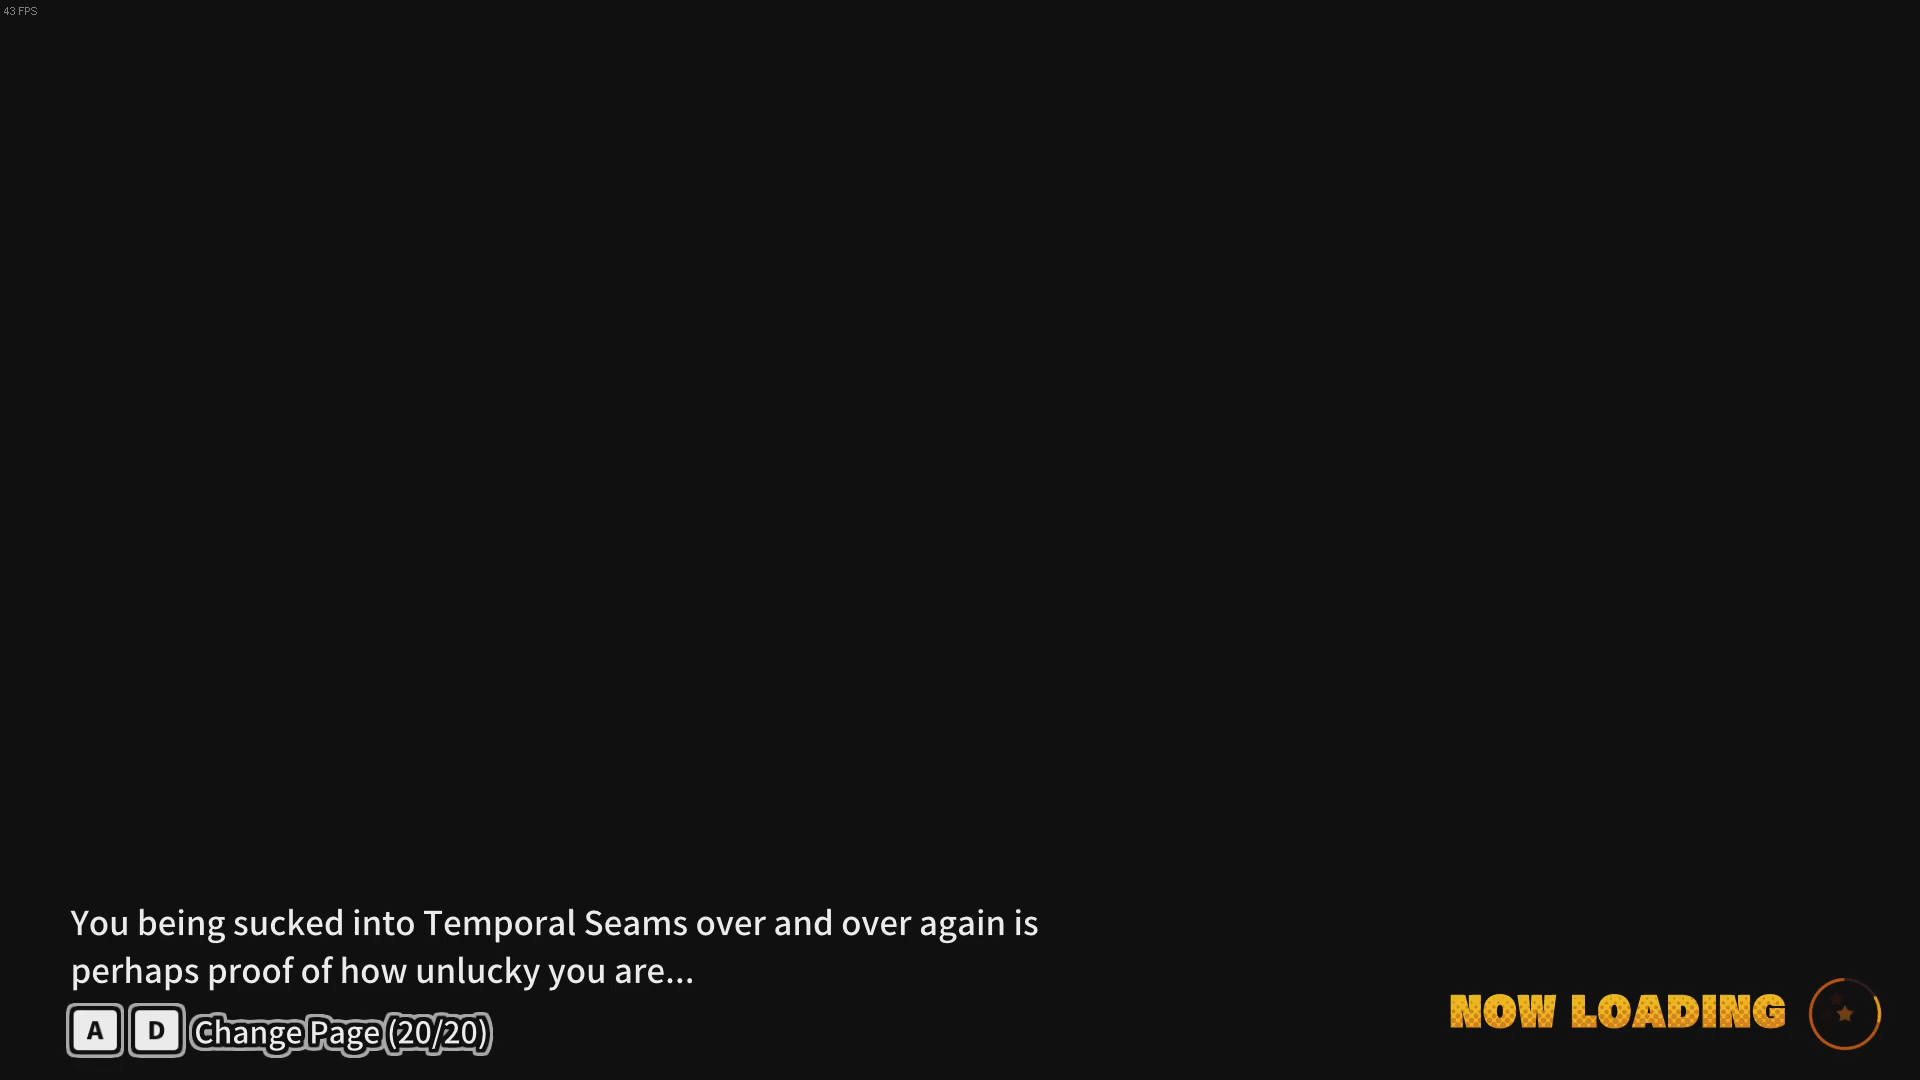 43 FPS
You being sucked into Temporal Seams over and over again is
perhaps proof of how unlucky you are...
A D Change Page (20/20)
NOW LOADING